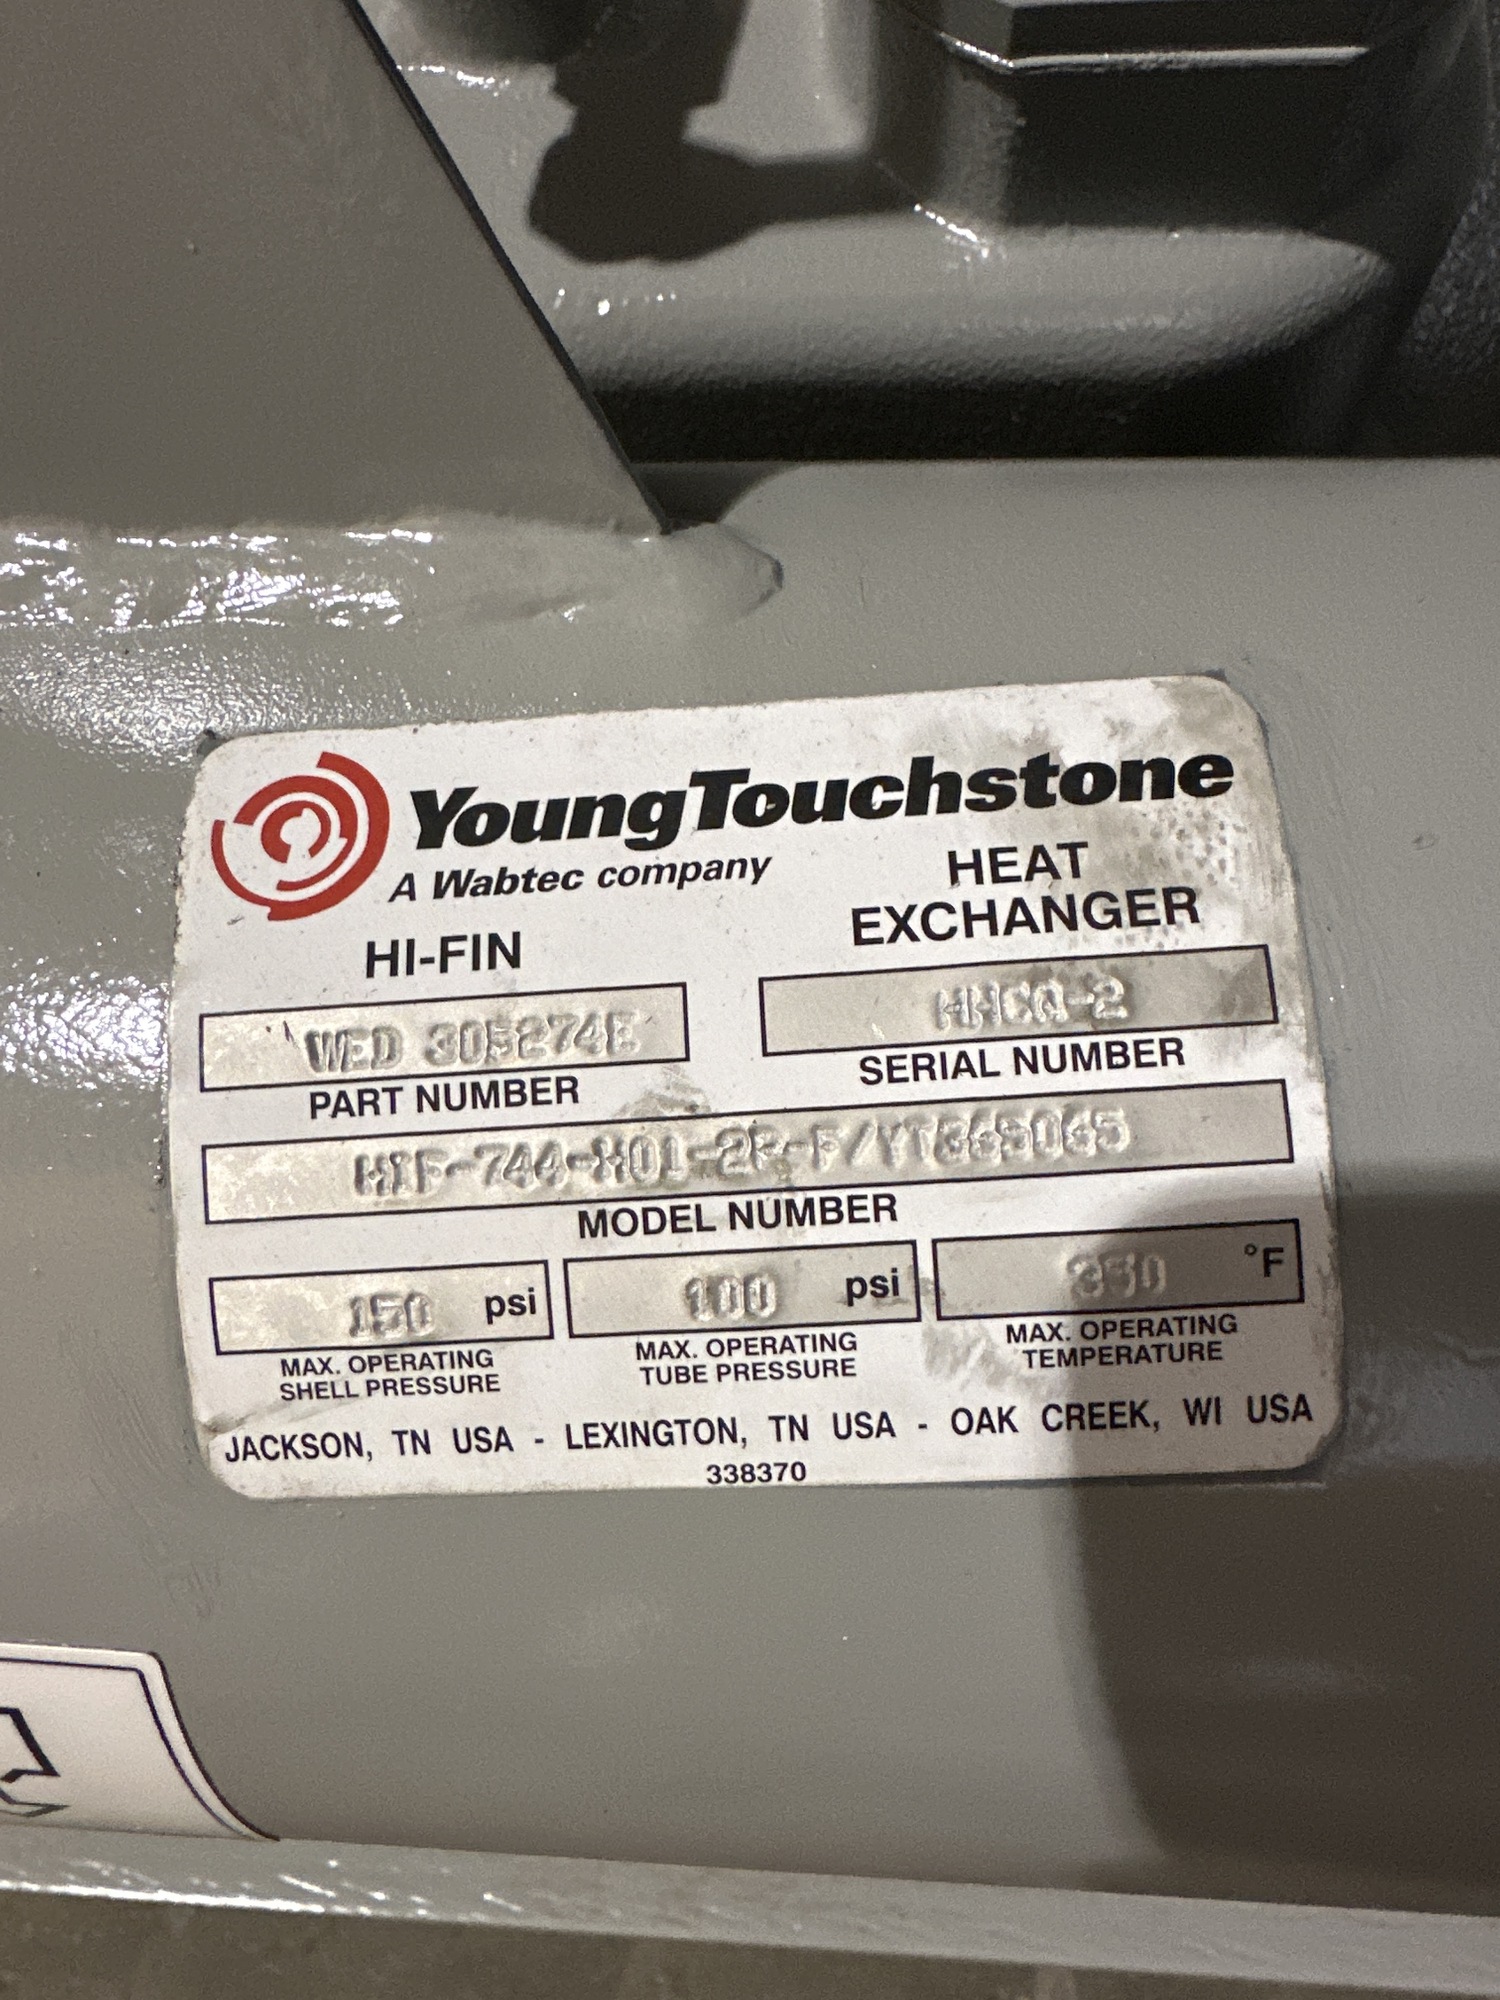 YoungTouchstone
A Wabtec company
HEAT
EXCHANGER
HI-FIN
WED 305274E
PART NUMBER
HHCQ-2
SERIAL NUMBER
MODEL NUMBER
150 psi
MAX. OPERATING
SHELL PRESSURE
100 psi
MAX. OPERATING
TUBE PRESSURE
°F
MAX. OPERATING
TEMPERATURE
JACKSON, TN USA - LEXINGTON, TN USA - OAK CREEK, WI USA
338370